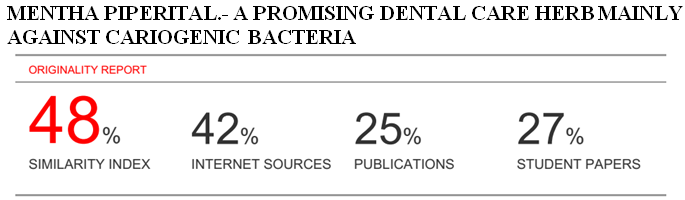 MENTHA PIPERITAL.- A PROMISING DENTAL CARE HERB MAINLY
AGAINST CARIOGENIC BACTERIA
ORIGINALITY REPORT
48% 42% 25% 27%
SIMILARITY INDEX INTERNET SOURCES PUBLICATIONS STUDENT PAPERS